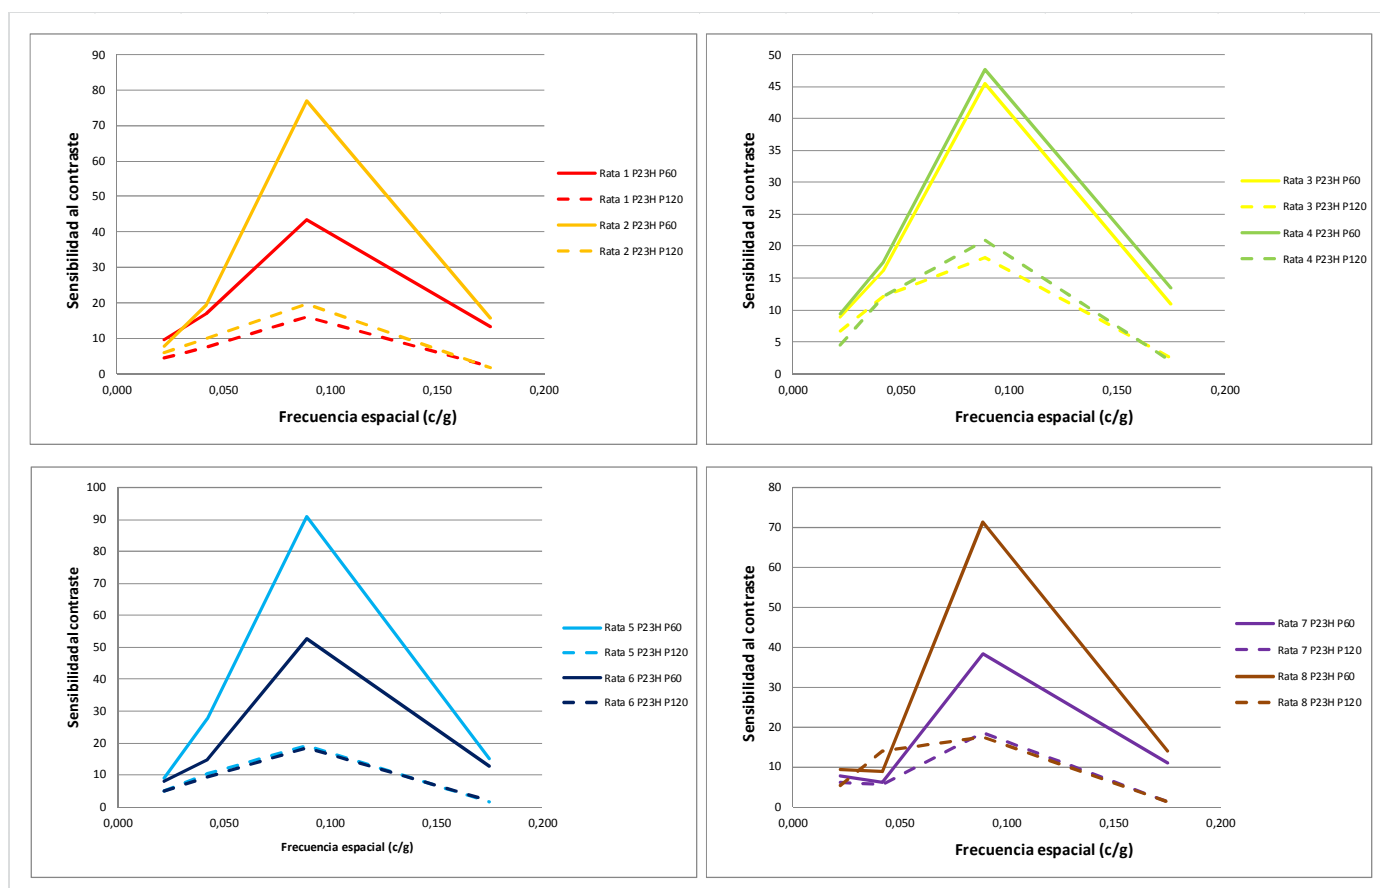 90
80
70
60
50
40
30
20
10
0
0,000
0,050
0,100
0,150
0,200
Sensibilidad al contraste
Frecuencia espacial (c/g)
Rata 1 P23H P60
Rata 1 P23H P120
Rata 2 P23H P60
Rata 2 P23H P120
50
45
40
35
30
25
20
15
10
5
0
0,000
0,050
0,100
0,150
0,200
Sensibilidad al contraste
Frecuencia espacial (c/g)
Rata 3 P23H P60
Rata 3 P23H P120
Rata 4 P23H P60
Rata 4 P23H P120
100
90
80
70
60
50
40
30
20
10
0
0,000
0,050
0,100
0,150
0,200
Sensibilidad al contraste
Frecuencia espacial (c/g)
Rata 5 P23H P60
Rata 5 P23H P120
Rata 6 P23H P60
Rata 6 P23H P120
80
70
60
50
40
30
20
10
0
0,000
0,050
0,100
0,150
0,200
Sensibilidad al contraste
Frecuencia espacial (c/g)
Rata 7 P23H P60
Rata 7 P23H P120
Rata 8 P23H P60
Rata 8 P23H P120